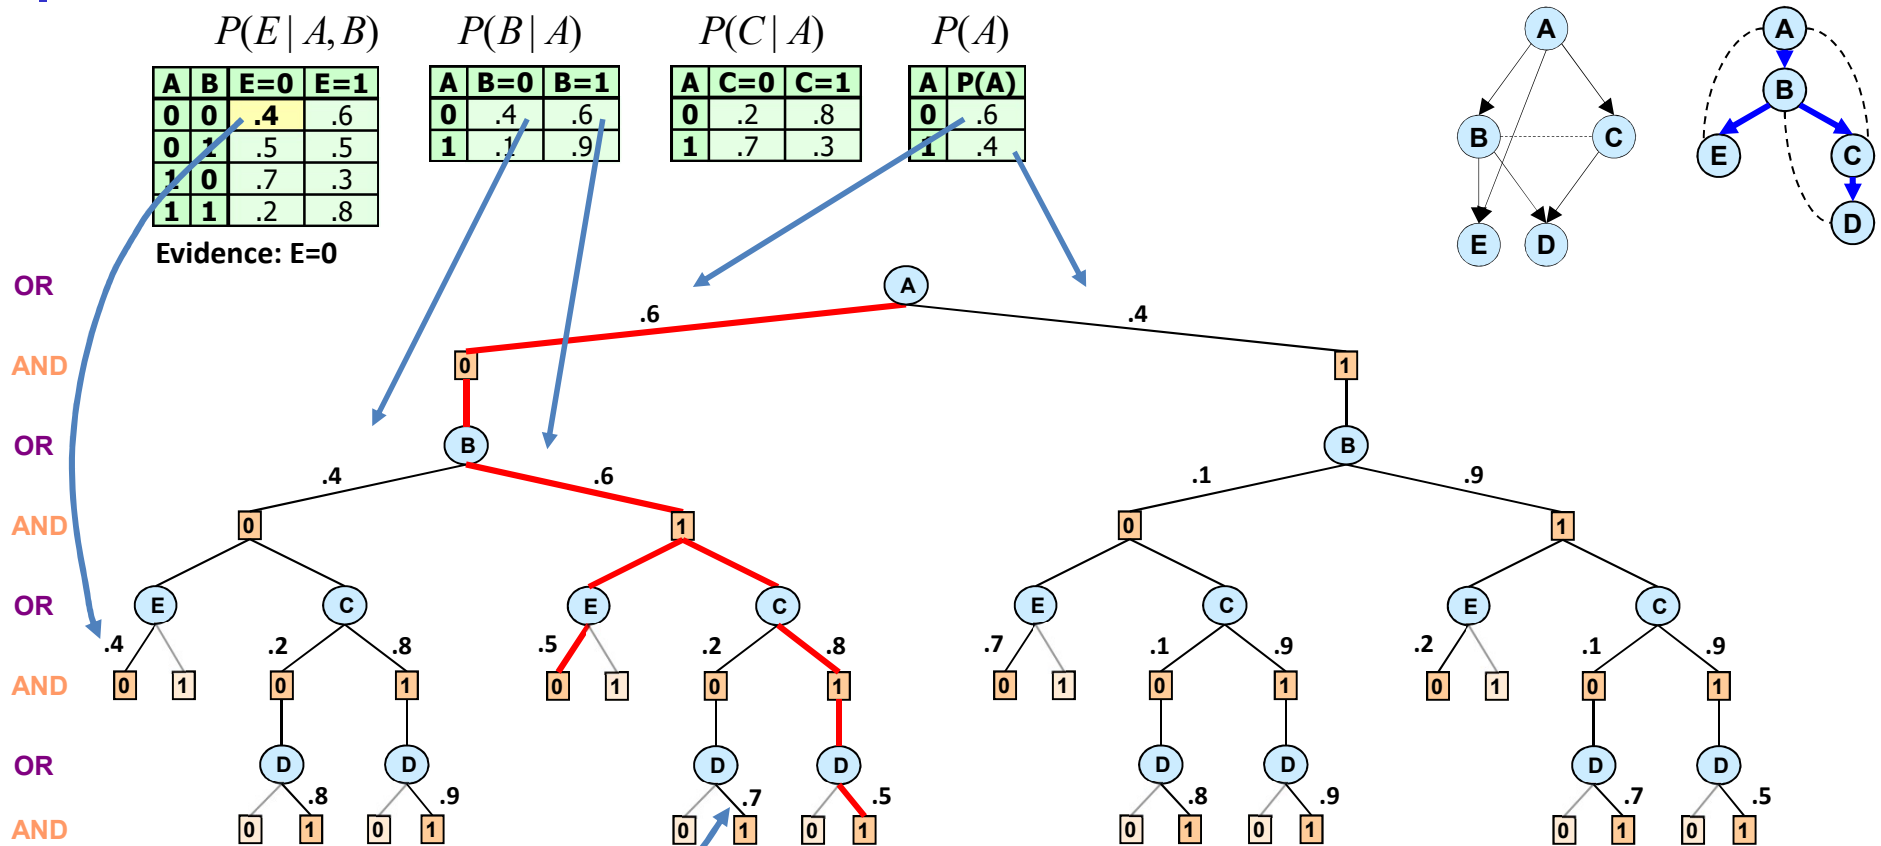 P(E | A,B) P(B | A) P(C | A) P(A)
A B E=0 E=1
0 0 .4 .6
0 1 .5 .5
1 0 .7 .3
1 1 .2 .8
A B=0 B=1
0 .4 .6
1 .1 .9
A C=0 C=1
0 .2 .8
1 .7 .3
A P(A)
0 .6
1 .4
Evidence: E=0
A
B C
E D
A
B
E C
D
OR A
.6 .4
AND 0 1
OR B B
.4 .6 .1 .9
AND 0 1 0 1
OR E C E C E C E C
.4 .2 .8 .5 .2 .8 .7 .1 .9 .2 .1 .9
AND 0 1 0 1 0 1 0 1 0 1 0 1 0 1 0 1
OR D D D D D D D D
.8 .9 .7 .5 .8 .9 .7 .5
AND 0 1 0 1 0 1 0 1 0 1 0 1 0 1 0 1